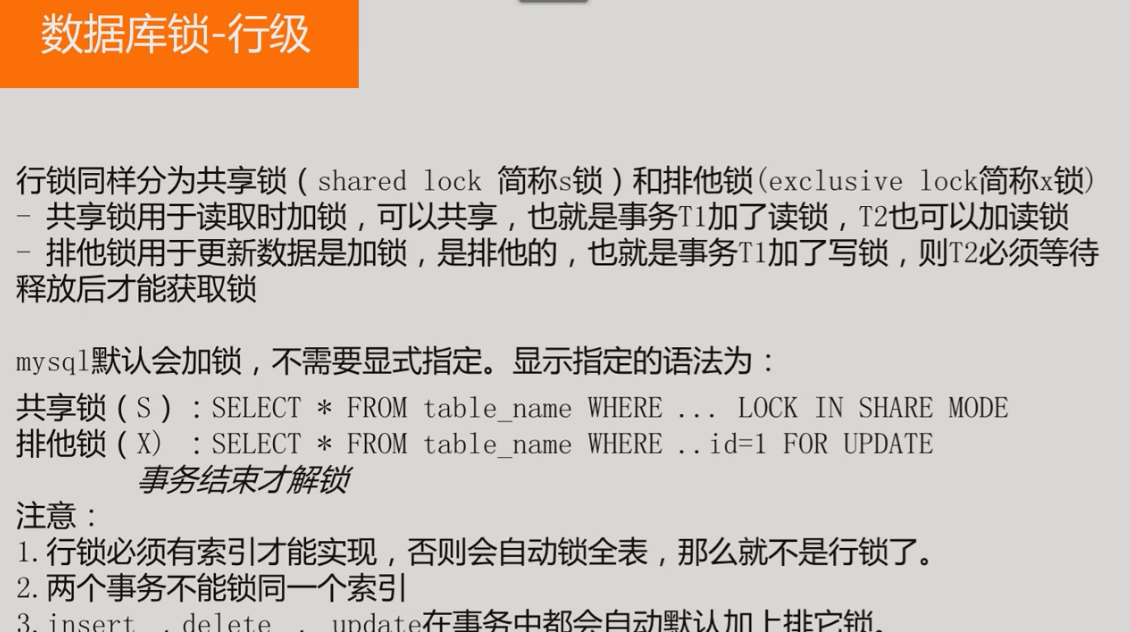 数据库锁-行级
行锁同样分为共享锁（shared lock 简称s锁）和排他锁(exclusive lock简称x锁)
- 共享锁用于读取时加锁，可以共享，也就是事务T1加了读锁，T2也可以加读锁
- 排他锁用于更新数据是加锁，是排他的，也就是事务T1加了写锁，则T2必须等待
释放后才能获取锁
mysql默认会加锁，不需要显式指定。显示指定的语法为：
共享锁（S）：SELECT * FROM table_name WHERE ... LOCK IN SHARE MODE
排他锁（X) ：SELECT * FROM table_name WHERE ..id=1 FOR UPDATE
事务结束才解锁
注意：
1.行锁必须有索引才能实现，否则会自动锁全表，那么就不是行锁了。
2.两个事务不能锁同一个索引
3.insert ，delete ， update在事务中都会自动默认加上排它锁。